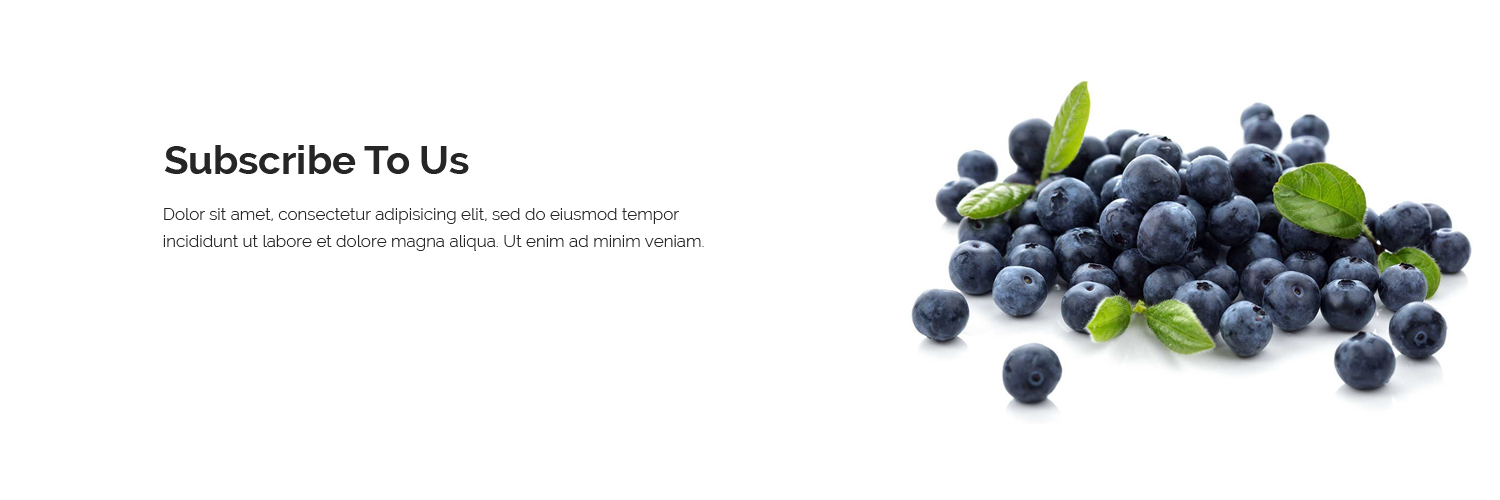 Subscribe To Us
Dolor sit amet, consectetur adipisicing elit, sed do eiusmod tempor
incididunt ut labore et dolore magna aliqua. Ut enim ad minim veniam.